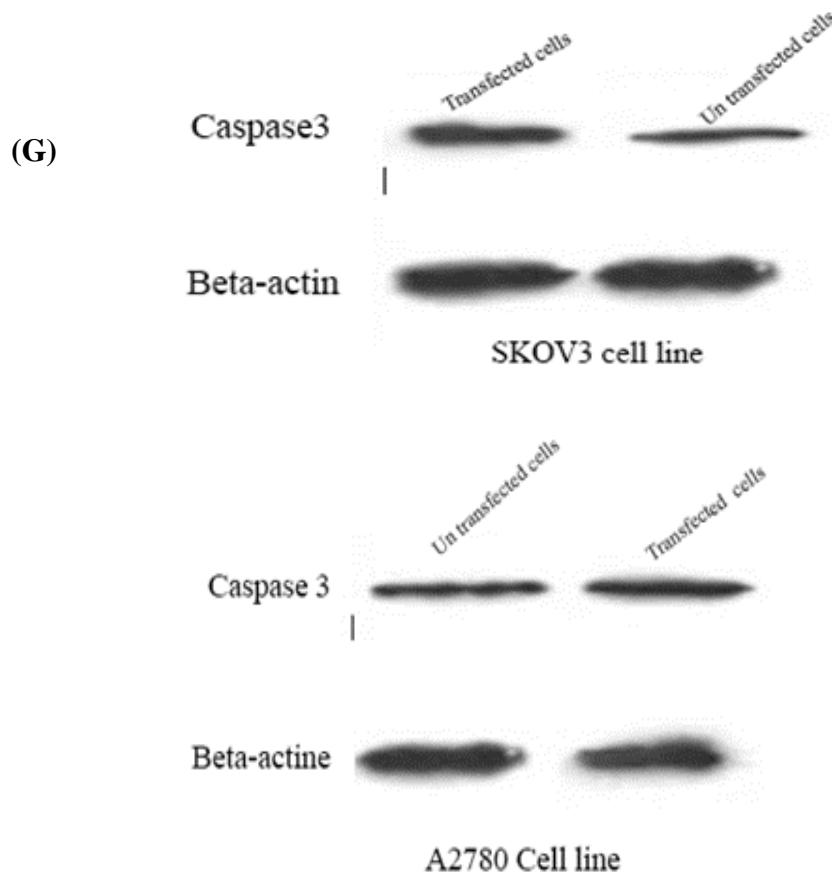 Transfected cells
Un transfected cells
Caspase3
(G)
Beta-actin
SKOV3 cell line
Un transfected cells
Transfected cells
Caspase 3
Beta-actine
A2780 Cell line